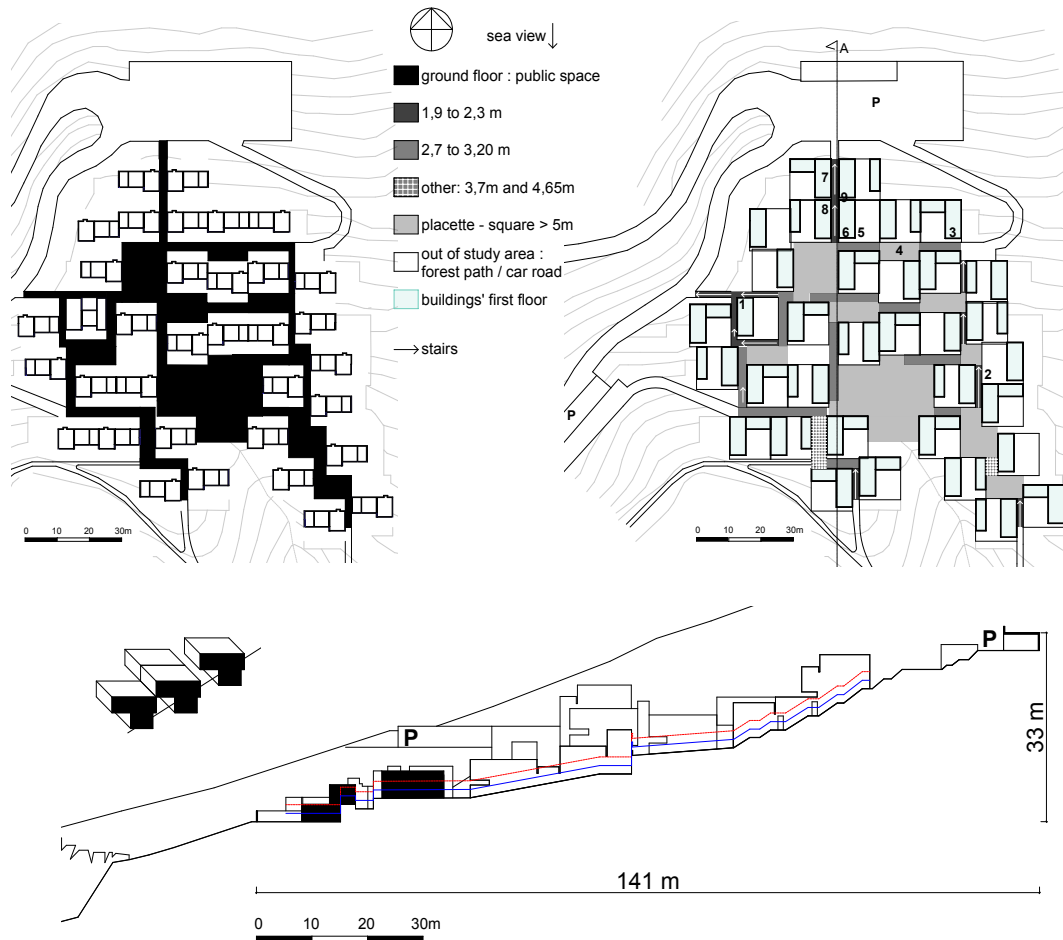 sea view
ground floor : public space
1,9 to 2,3 m
2,7 to 3,20 m
other: 3,7m and 4,65m
placette - square > 5m
out of study area :
forest path / car road
buildings' first floor
stairs
0 10 20 30m
A
P
7
9
8
6 5
3
4
1
2
P
0 10 20 30m
P
P
33 m
141 m
0 10 20 30m